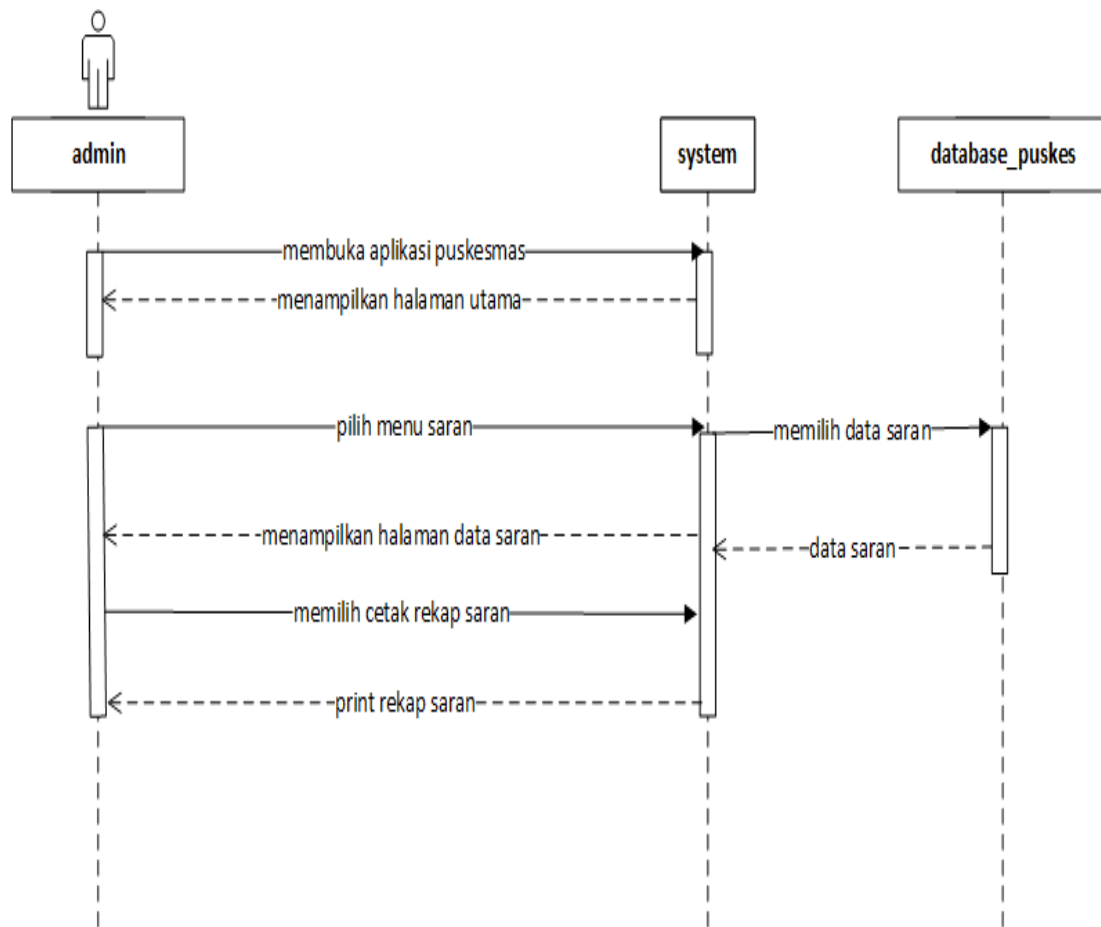 admin
system
database_puskes
membuka aplikasi puskesmas
menampilkan halaman utama
pilih menu saran
memilih data saran
menampilkan halaman data saran
data saran
memilih cetak rekap saran
print rekap saran